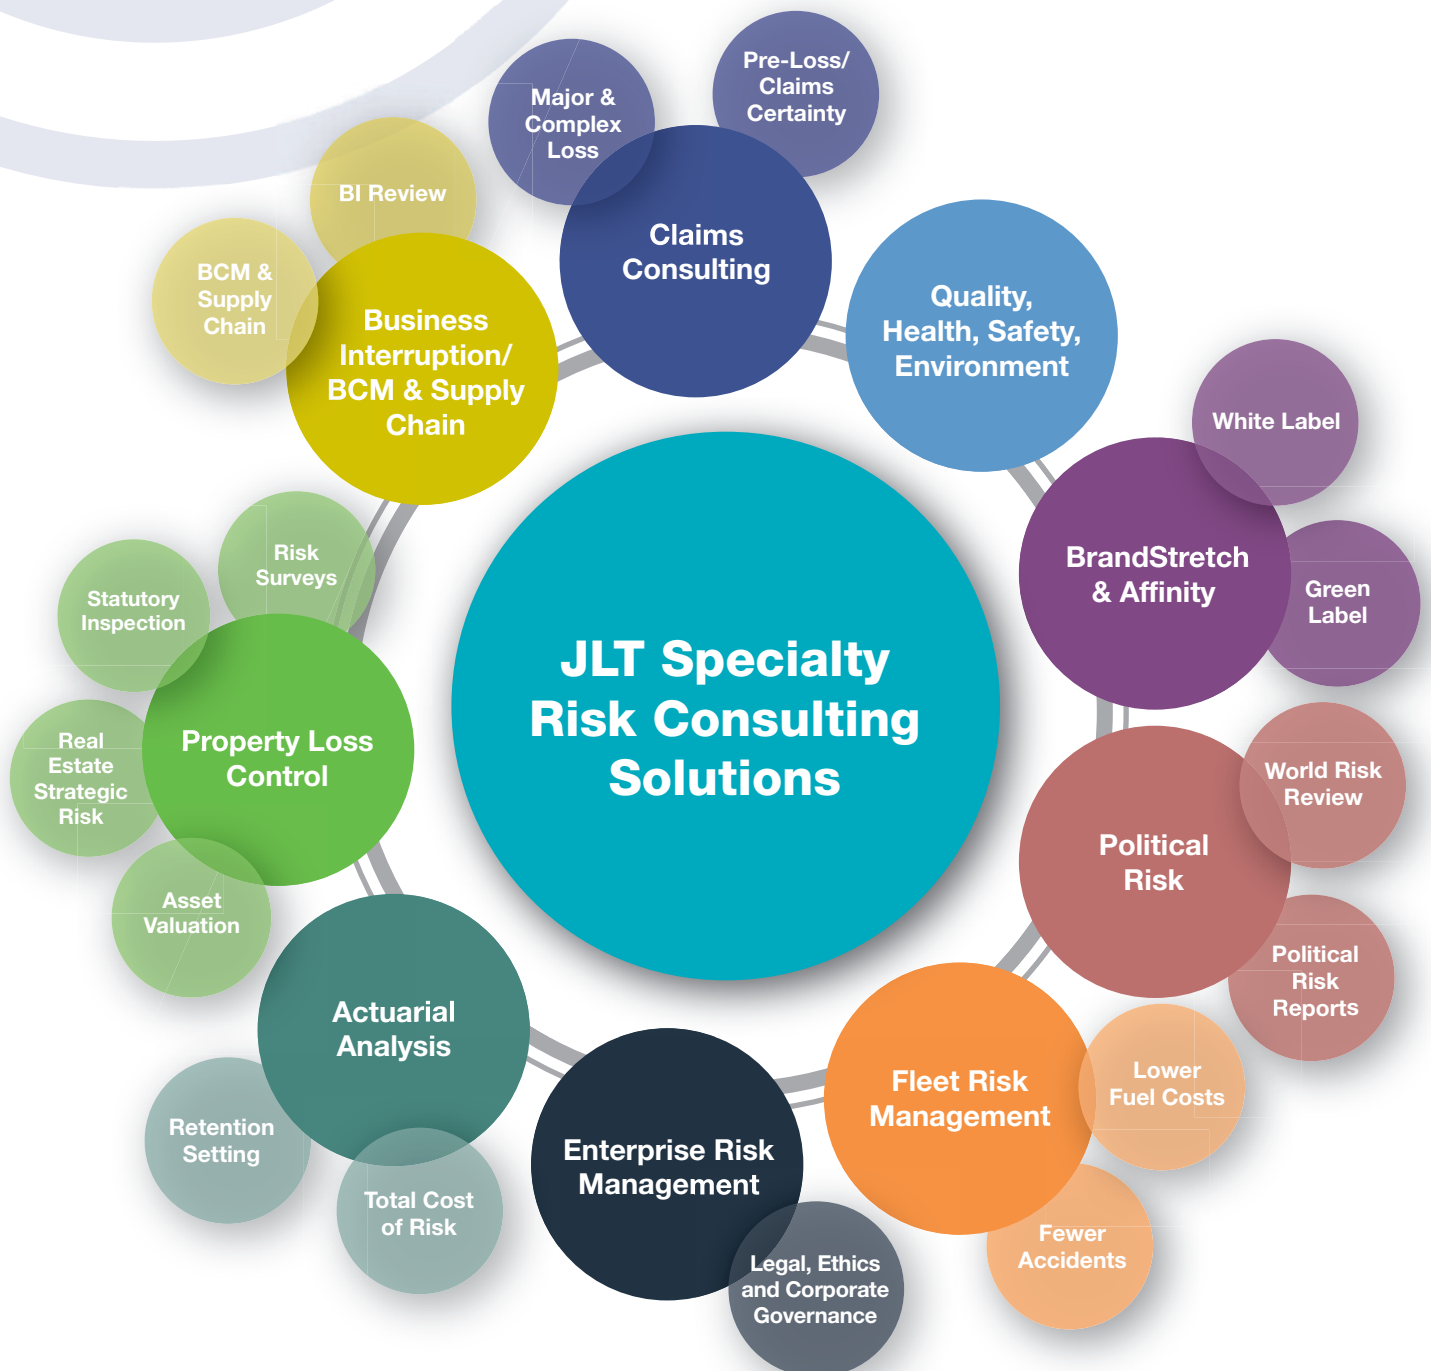 Pre-Loss/
Claims
Certainty
Major &
Complex
Loss
BI Review
Claims
Consulting
BCM &
Supply
Chain
Quality,
Health, Safety,
Environment
Business
Interruption/
BCM & Supply
Chain
White Label
BrandStretch
& Affinity
Green
Label
Risk
Surveys
Statutory
Inspection
JLT Specialty
Risk Consulting
Solutions
Property Loss
Control
Real
Estate
Strategic
Risk
World Risk
Review
Political
Risk
Asset
Valuation
Political
Risk
Reports
Actuarial
Analysis
Fleet Risk
Management
Lower
Fuel Costs
Retention
Setting
Enterprise Risk
Management
Total Cost
of Risk
Fewer
Accidents
Legal, Ethics
and Corporate
Governance